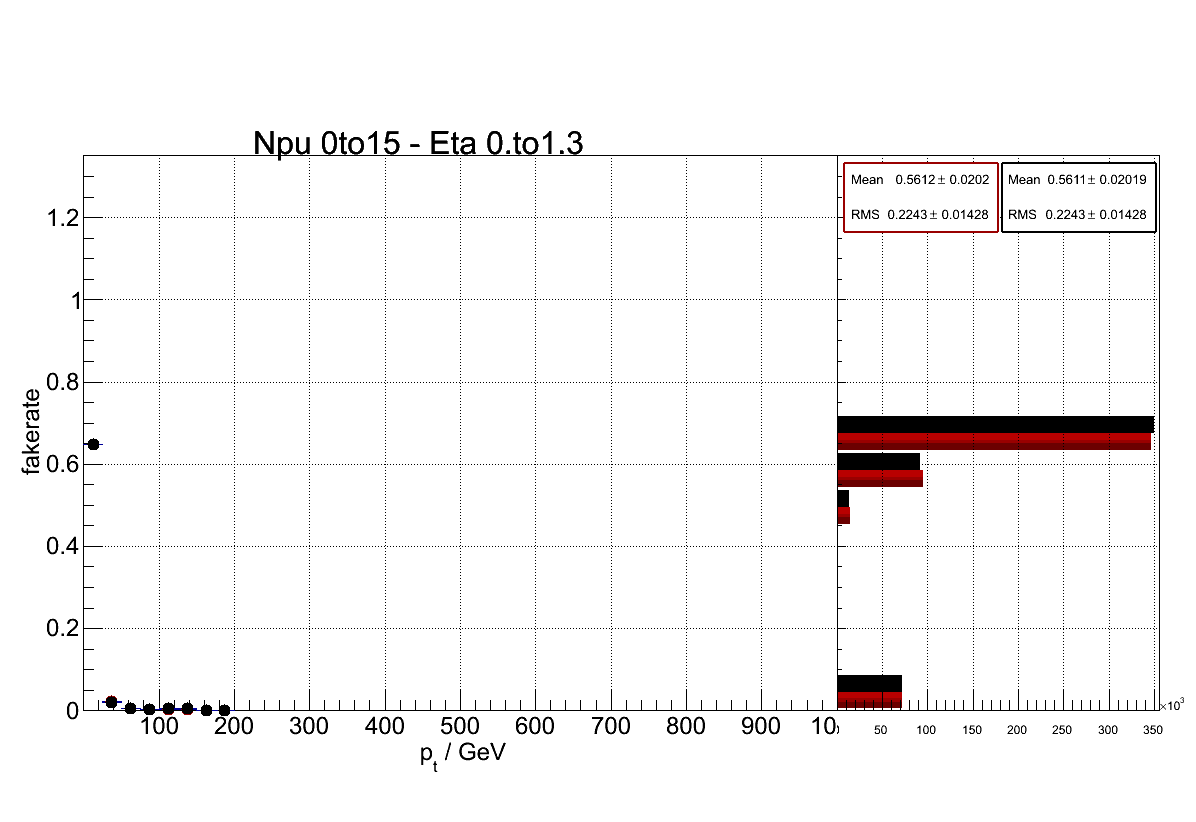 Npu 0to15 - Eta 0.to1.3
Mean 0.5612 ± 0.0202
RMS 0.2243 ± 0.01428
Mean 0.5611 ± 0.02019
RMS 0.2243 ± 0.01428
fakerate
1.2
1
0.8
0.6
0.4
0.2
0
100 200 300 400 500 600 700 800 900
50 100 150 200 250 300 350
×10³
pt / GeV